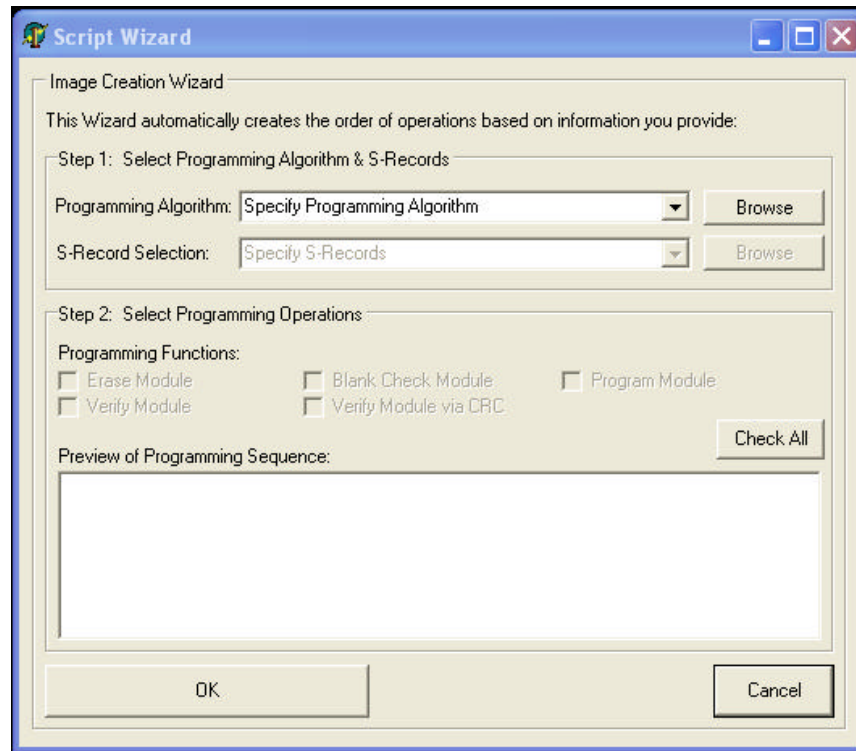 Script Wizard
Image Creation Wizard
This Wizard automatically creates the order of operations based on information you provide:
Step 1:  Select Programming Algorithm & S-Records
Programming Algorithm: Specify Programming Algorithm Browse
S-Record Selection: Specify S-Records Browse
Step 2:  Select Programming Operations
Programming Functions:
Erase Module Blank Check Module Program Module
Verify Module Verify Module via CRC
Check All
Preview of Programming Sequence:
OK Cancel